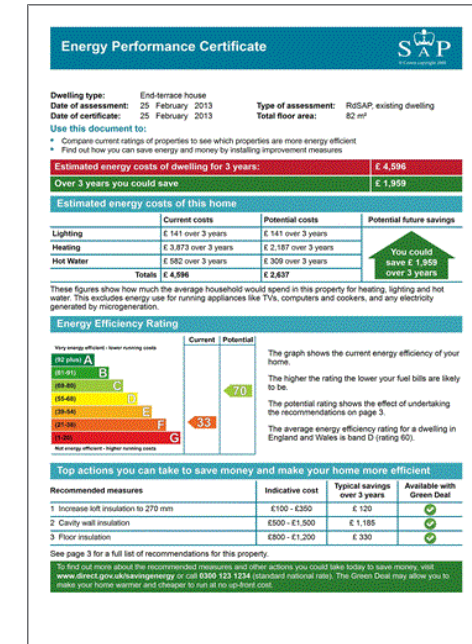 Energy Performance Certificate
SAP
© Crown copyright 2009
Dwelling type: End-terrace house
Date of assessment: 25 February 2013 Type of assessment: RdSAP, existing dwelling
Date of certificate: 25 February 2013 Total floor area: 82 m²
Use this document to:
• Compare current ratings of properties to see which properties are more energy efficient
• Find out how you can save energy and money by installing improvement measures
Estimated energy costs of dwelling for 3 years: £ 4,596
Over 3 years you could save £ 1,959
Estimated energy costs of this home
Current costs Potential costs Potential future savings
Lighting £ 141 over 3 years £ 141 over 3 years
Heating £ 3,873 over 3 years £ 2,187 over 3 years
Hot Water £ 582 over 3 years £ 309 over 3 years
Totals £ 4,596 £ 2,637
You could
save £ 1,959
over 3 years
These figures show how much the average household would spend in this property for heating, lighting and hot
water. This excludes energy use for running appliances like TVs, computers and cookers, and any electricity
generated by microgeneration.
Energy Efficiency Rating
Current Potential
Very energy efficient - lower running costs
(92 plus) A
(81-91) B
(69-80) C
(55-68) D
(39-54) E
(21-38) F
(1-20) G
Not energy efficient - higher running costs
33
70
The graph shows the current energy efficiency of your
home.
The higher the rating the lower your fuel bills are likely
to be.
The potential rating shows the effect of undertaking
the recommendations on page 3.
The average energy efficiency rating for a dwelling in
England and Wales is band D (rating 60).
Top actions you can take to save money and make your home more efficient
Recommended measures Indicative cost Typical savings over 3 years Available with Green Deal
1 Increase loft insulation to 270 mm £100 - £350 £ 120
2 Cavity wall insulation £500 - £1,500 £ 1,185
3 Floor insulation £800 - £1,200 £ 330
See page 3 for a full list of recommendations for this property.
To find out more about the recommended measures and other actions you could take today to save money, visit
www.direct.gov.uk/savingenergy or call 0300 123 1234 (standard national rate). The Green Deal may allow you to
make your home warmer and cheaper to run at no up-front cost.